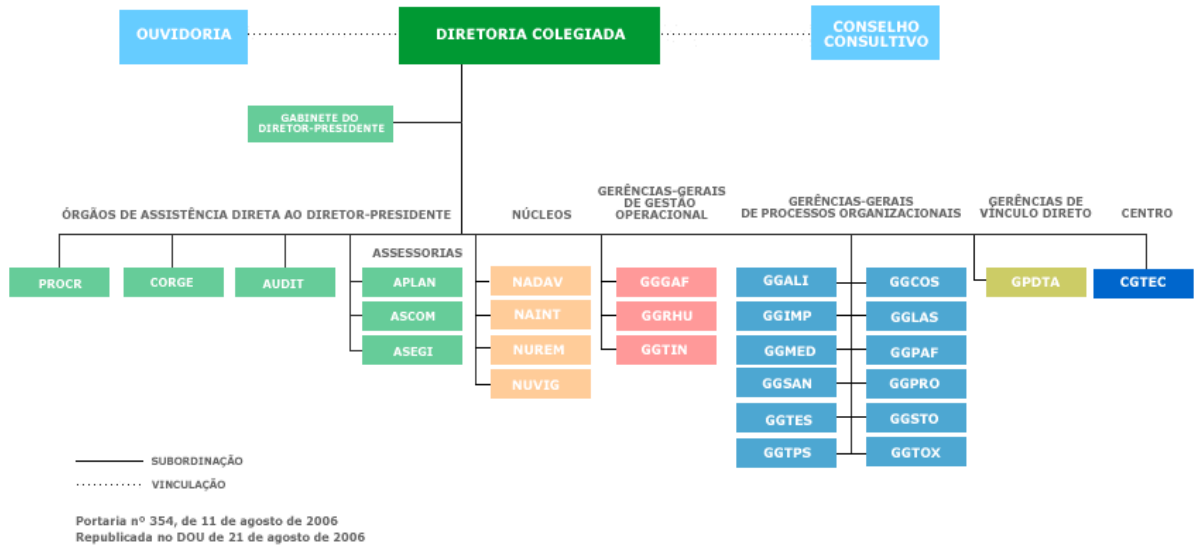 OUVIDORIA
DIRETORIA COLEGIADA
CONSELHO
CONSULTIVO
GABINETE DO
DIRETOR-PRESIDENTE
ÓRGÃOS DE ASSISTÊNCIA DIRETA AO DIRETOR-PRESIDENTE
NÚCLEOS
GERÊNCIAS-GERAIS
DE GESTÃO
OPERACIONAL
GERÊNCIAS-GERAIS
DE PROCESSOS ORGANIZACIONAIS
GERÊNCIAS DE
VÍNCULO DIRETO
CENTRO
PROCR
CORGE
AUDIT
ASSESSORIAS
APLAN
ASCOM
ASEGI
NADAV
NAINT
NUREM
NUVIG
GGGAF
GGRHU
GGTIN
GGALI
GGIMP
GGMED
GGSAN
GGTES
GGTPS
GGCOS
GGLAS
GGPAF
GGPRO
GGSTO
GGTOX
GPDTA
CGTEC
SUBORDINAÇÃO
VINCULAÇÃO
Portaria nº 354, de 11 de agosto de 2006
Republicada no DOU de 21 de agosto de 2006